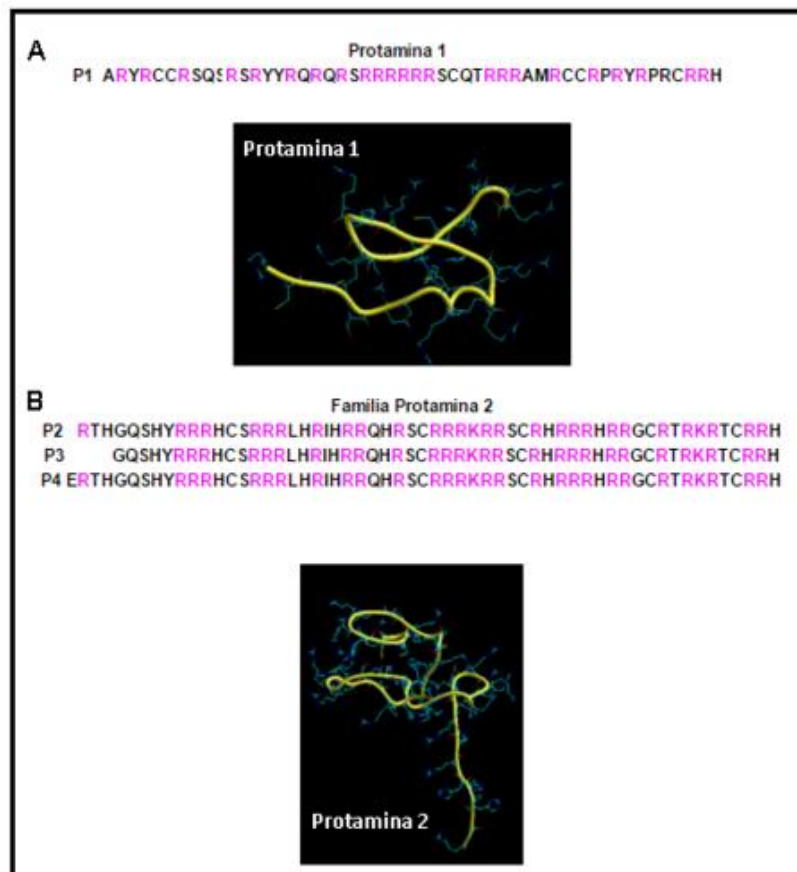 A
Protamina 1
P1 ARYRCCRSQSRSRYYRQRQRSRRRRRRSCQTRRRAMRCCRPRYRPRCRRH
Protamina 1
B
Familia Protamina 2
P2 RTHGQSHYRRRHCSRRRLHRIHRRQHRSCRRRKRRSCRHRRRHRRGCRTRKRTCRRH
P3 GQSHYRRRHCSRRRLHRIHRRQHRSCRRRKRRSCRHRRRHRRGCRTRKRTCRRH
P4 ERTHGQSHYRRRHCSRRRLHRIHRRQHRSCRRRKRRSCRHRRRHRRGCRTRKRTCRRH
Protamina 2